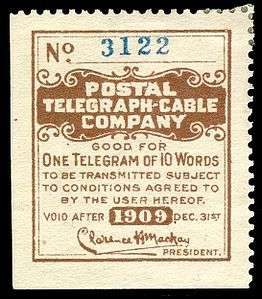 No. 3122
POSTAL
TELEGRAPH-CABLE
COMPANY
GOOD FOR
ONE TELEGRAM OF 10 WORDS
TO BE TRANSMITTED SUBJECT
TO CONDITIONS AGREED TO
BY THE USER HEREOF.
VOID AFTER 1909 DEC. 31ST
Clarence H Mackay
PRESIDENT.